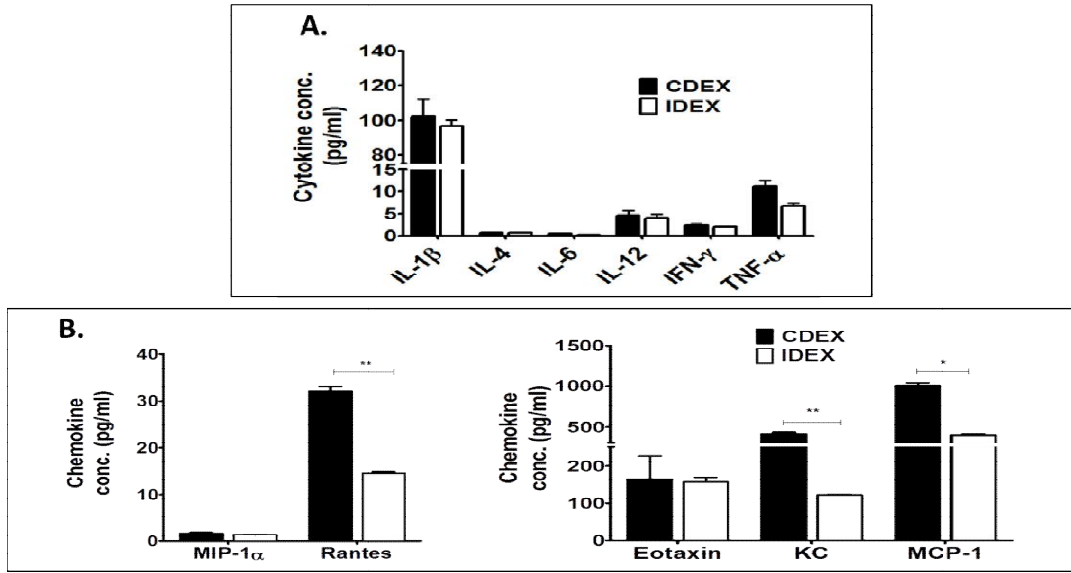 A.
Cytokine conc.
(pg/ml)
140
120
100
80
15
10
5
0
CDEX
IDEX
IL-1β
IL-4
IL-6
IL-12
IFN-γ
TNF-α
B.
Chemokine
conc. (pg/ml)
40
30
20
10
0
**
MIP-1α
Rantes
CDEX
IDEX
Chemokine
conc. (pg/ml)
1500
1000
500
200
100
0
**
*
Eotaxin
KC
MCP-1